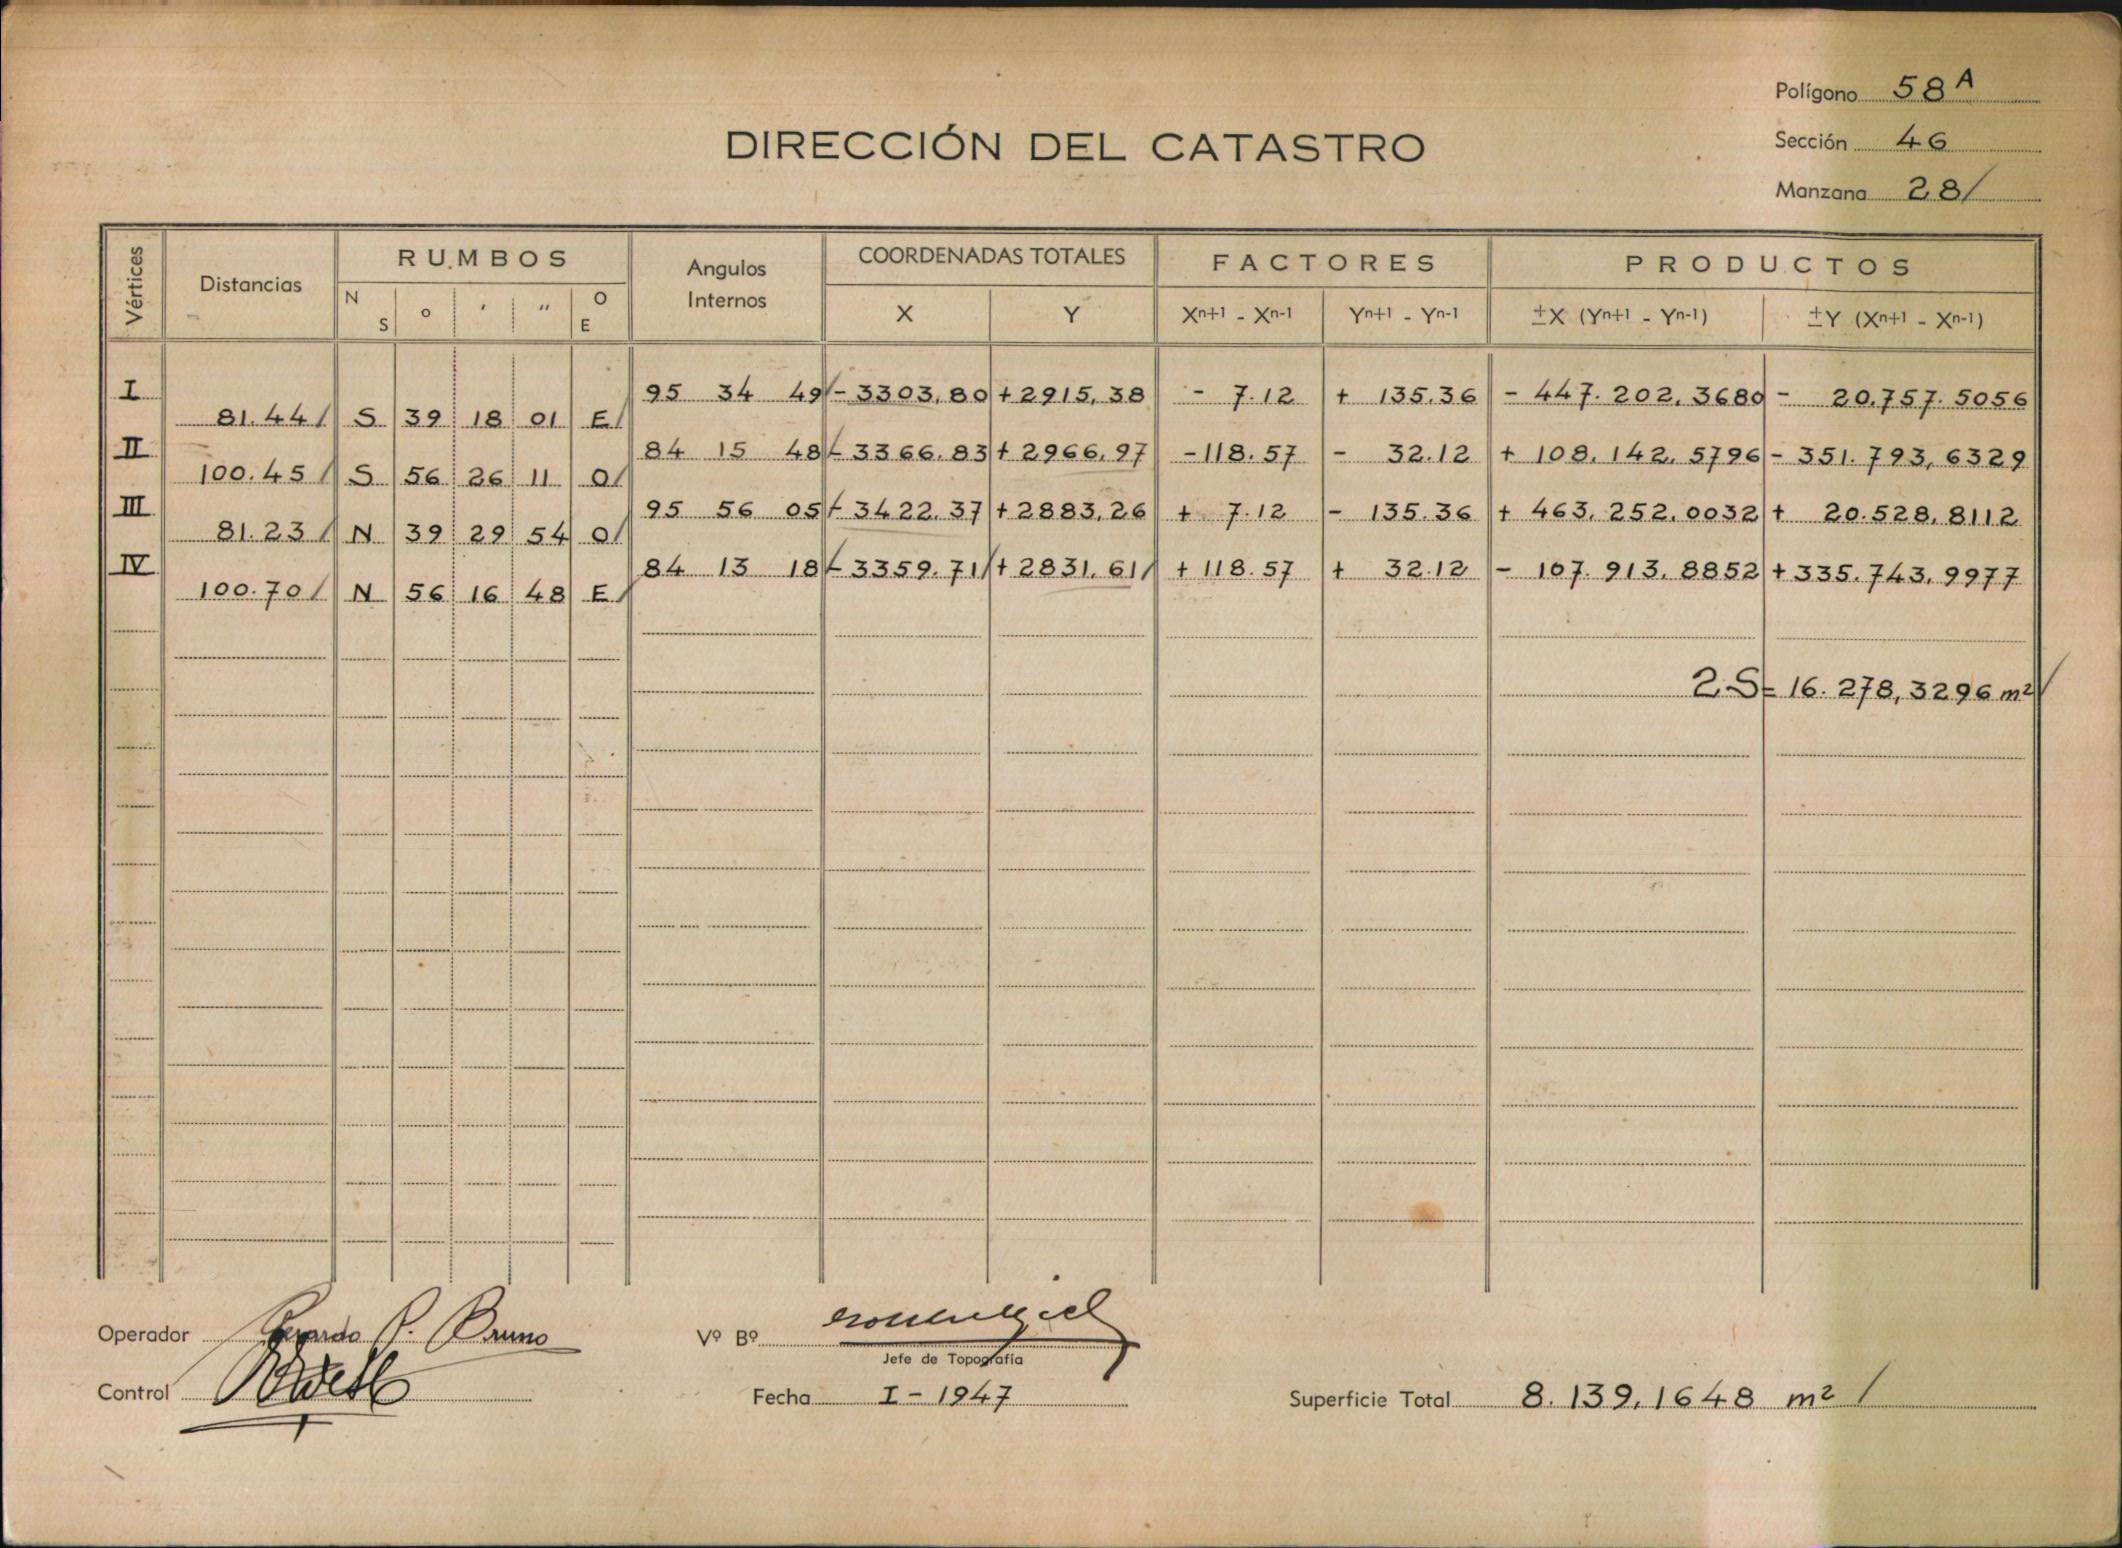 Polígono 58 A
DIRECCIÓN DEL CATASTRO
Sección 46
Manzana 28/
Vértices Distancias RUMBOS Angulos Internos COORDENADAS TOTALES FACTORES PRODUCTOS
N S ° ' " O E X Y Xn+1 - Xn-1 Yn+1 - Yn-1 ±X (Yn+1 - Yn-1) ±Y (Xn+1 - Xn-1)
I 95 34 49 - 3303,80 + 2915,38 - 7.12 + 135.36 - 447.202,3680 - 20.757.5056
81.44/ S 39 18 01 E/
II 84 15 48 - 3366.83 + 2966,97 -118.57 - 32.12 + 108.142,5796 - 351.793,6329
100.45/ S 56 26 11 O/
III 95 56 05 - 3422.37 + 2883,26 + 7.12 - 135.36 + 463.252,0032 + 20.528,8112
81.23/ N 39 29 54 O/
IV 84 13 18 - 3359.71/ + 2831,61/ + 118.57 + 32.12 - 107.913,8852 + 335.743,9977
100.70/ N 56 16 48 E/
2S = 16.278,3296 m²/
Operador Gerardo P. Bruno Vº Bº
Jefe de Topografía
Control Fecha I - 1947 Superficie Total 8.139,1648 m² /